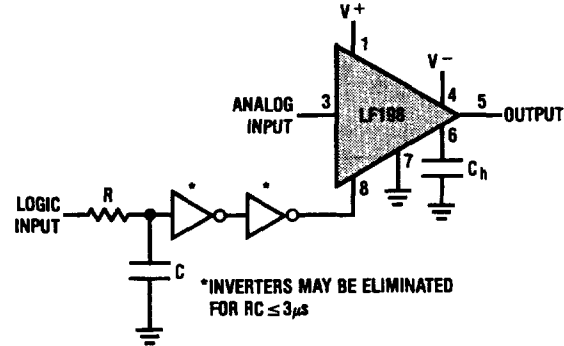 V+
1
V−
ANALOG
INPUT
3
LF198
4
5
OUTPUT
6
7
8
Ch
R
*
*
LOGIC
INPUT
C
*INVERTERS MAY BE ELIMINATED
FOR RC ≤ 3μs